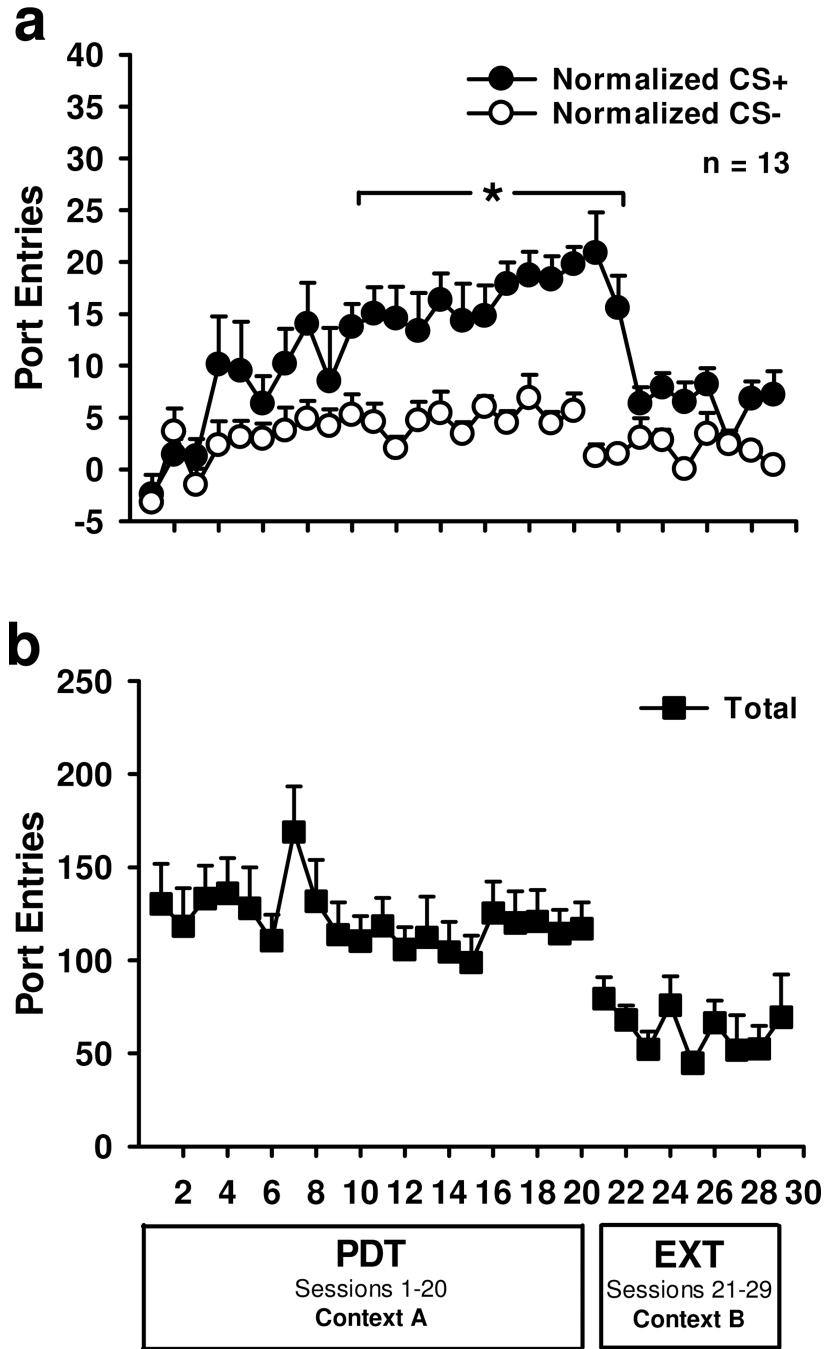 a
40
35
30
25
20
15
10
5
0
-5
Port Entries
Normalized CS+
Normalized CS-
n = 13
*
b
250
200
150
100
50
0
Port Entries
Total
2 4 6 8 10 12 14 16 18 20 22 24 26 28 30
PDT
Sessions 1-20
Context A
EXT
Sessions 21-29
Context B